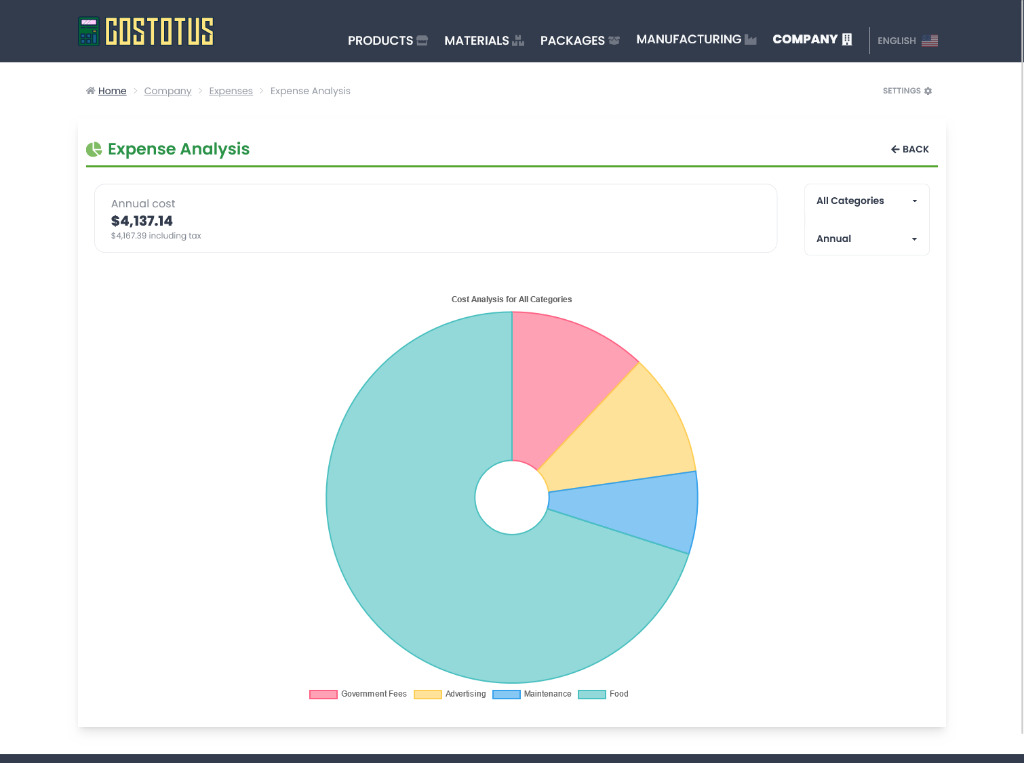 COSTOTUS
PRODUCTS MATERIALS PACKAGES MANUFACTURING COMPANY ENGLISH
Home > Company > Expenses > Expense Analysis SETTINGS
Expense Analysis ← BACK
Annual cost
$4,137.14
$4,167.39 including tax
All Categories
Annual
Cost Analysis for All Categories
Government Fees Advertising Maintenance Food